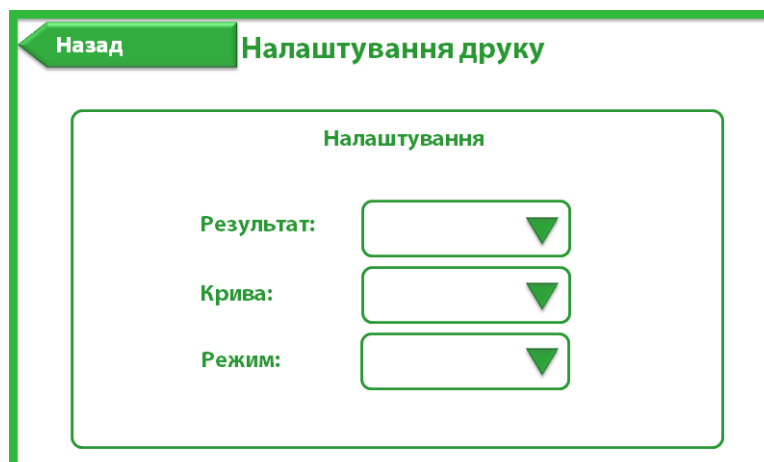 Назад
Налаштування друку
Налаштування
Результат:
Крива:
Режим: